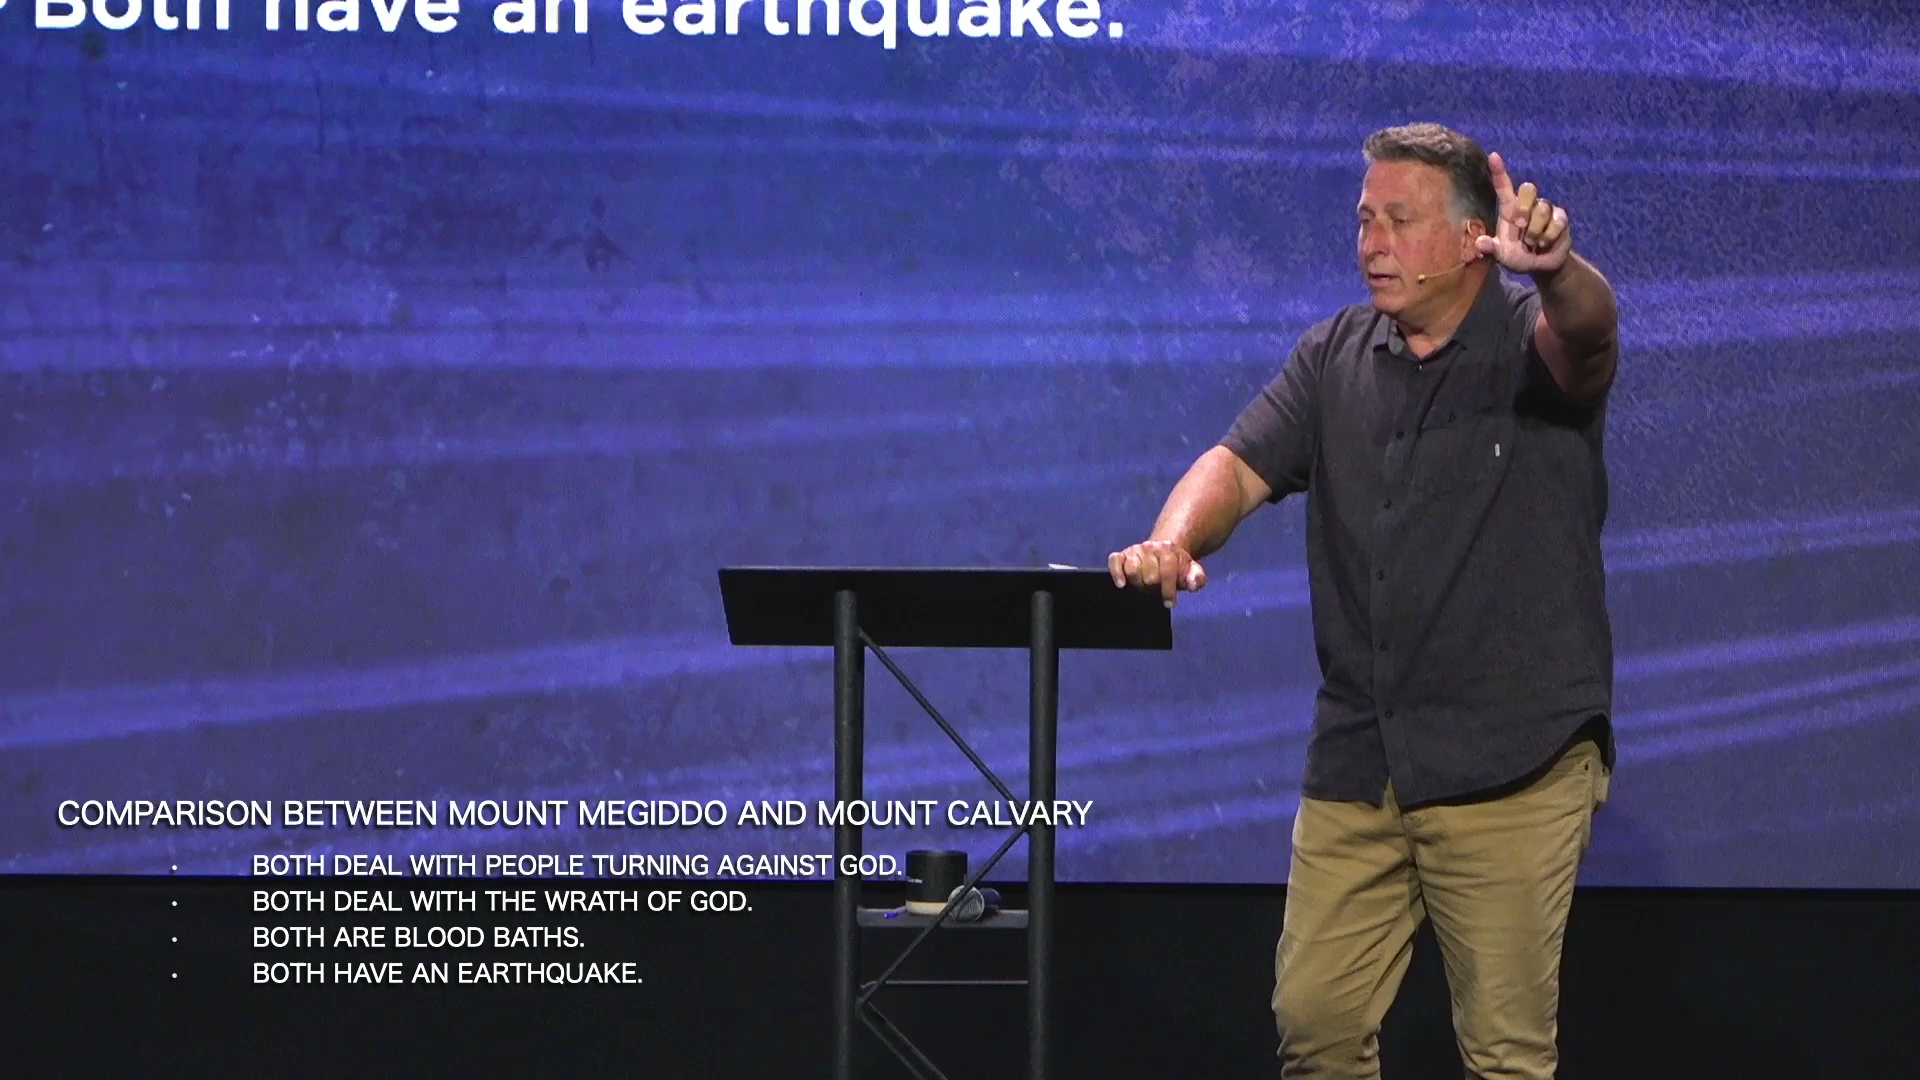 Both have an earthquake.
COMPARISON BETWEEN MOUNT MEGIDDO AND MOUNT CALVARY
· BOTH DEAL WITH PEOPLE TURNING AGAINST GOD.
· BOTH DEAL WITH THE WRATH OF GOD.
· BOTH ARE BLOOD BATHS.
· BOTH HAVE AN EARTHQUAKE.